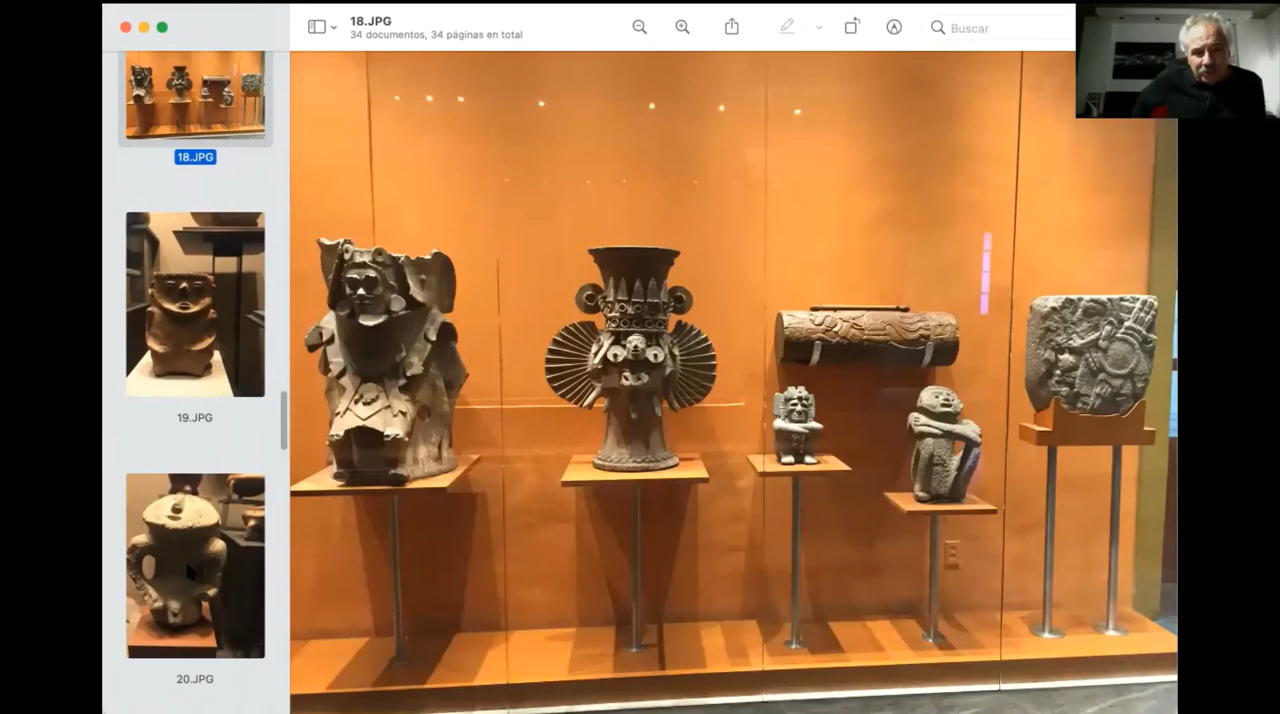 18.JPG
34 documentos, 34 páginas en total
Buscar
18.JPG
19.JPG
20.JPG